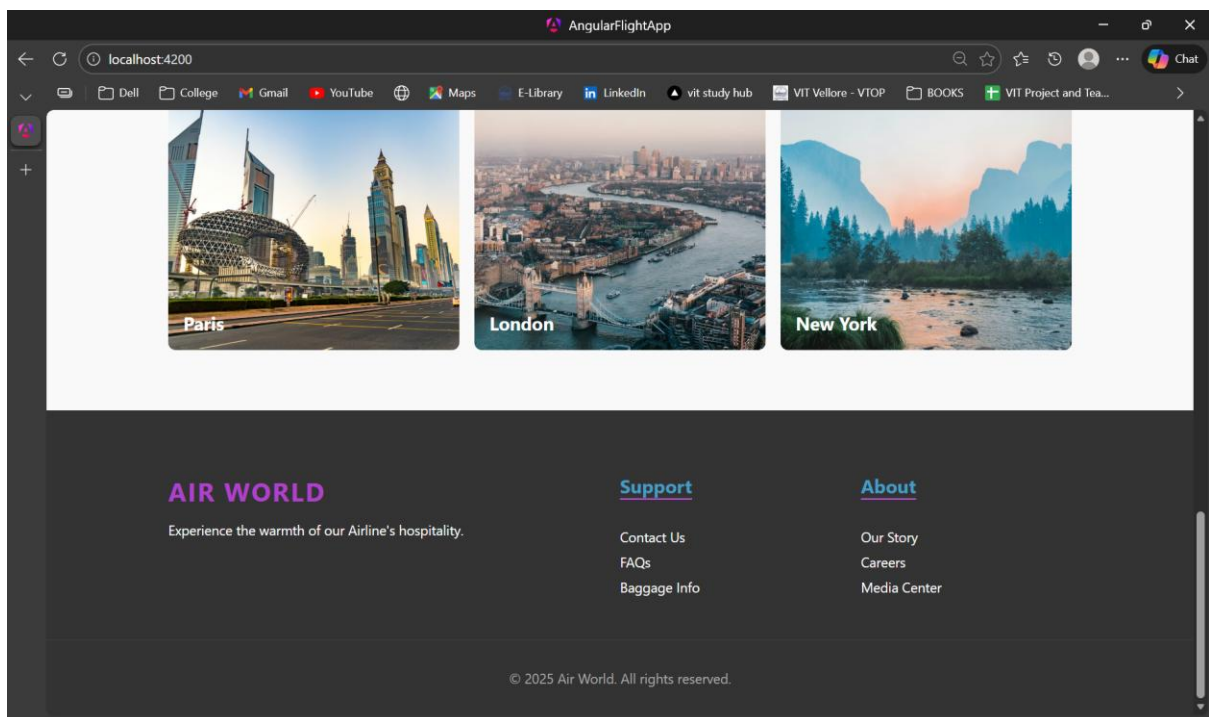 AngularFlightApp
localhost:4200
Chat
Dell College Gmail YouTube Maps E-Library in LinkedIn vit study hub VIT Vellore - VTOP BOOKS VIT Project and Tea...
Paris London New York
AIR WORLD Support About
Experience the warmth of our Airline's hospitality.
Contact Us Our Story
FAQs Careers
Baggage Info Media Center
© 2025 Air World. All rights reserved.